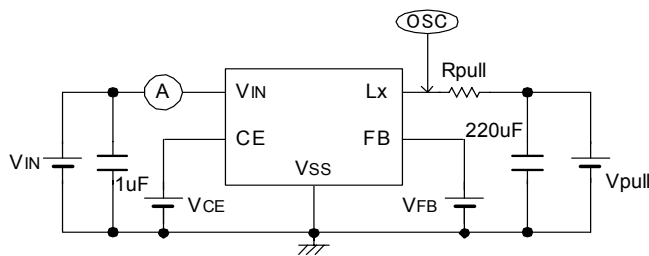 OSC
Rpull
A
VIN
Lx
CE
FB
220uF
VIN
1uF
VSS
VCE
VFB
Vpull